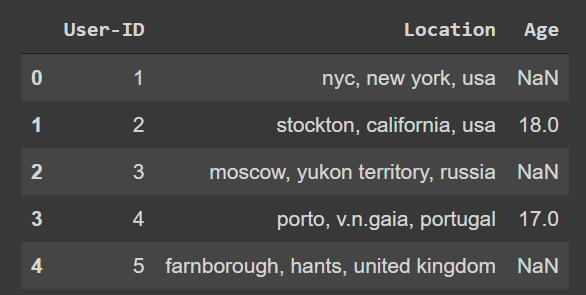 User-ID Location Age
0 1 nyc, new york, usa NaN
1 2 stockton, california, usa 18.0
2 3 moscow, yukon territory, russia NaN
3 4 porto, v.n.gaia, portugal 17.0
4 5 farnborough, hants, united kingdom NaN